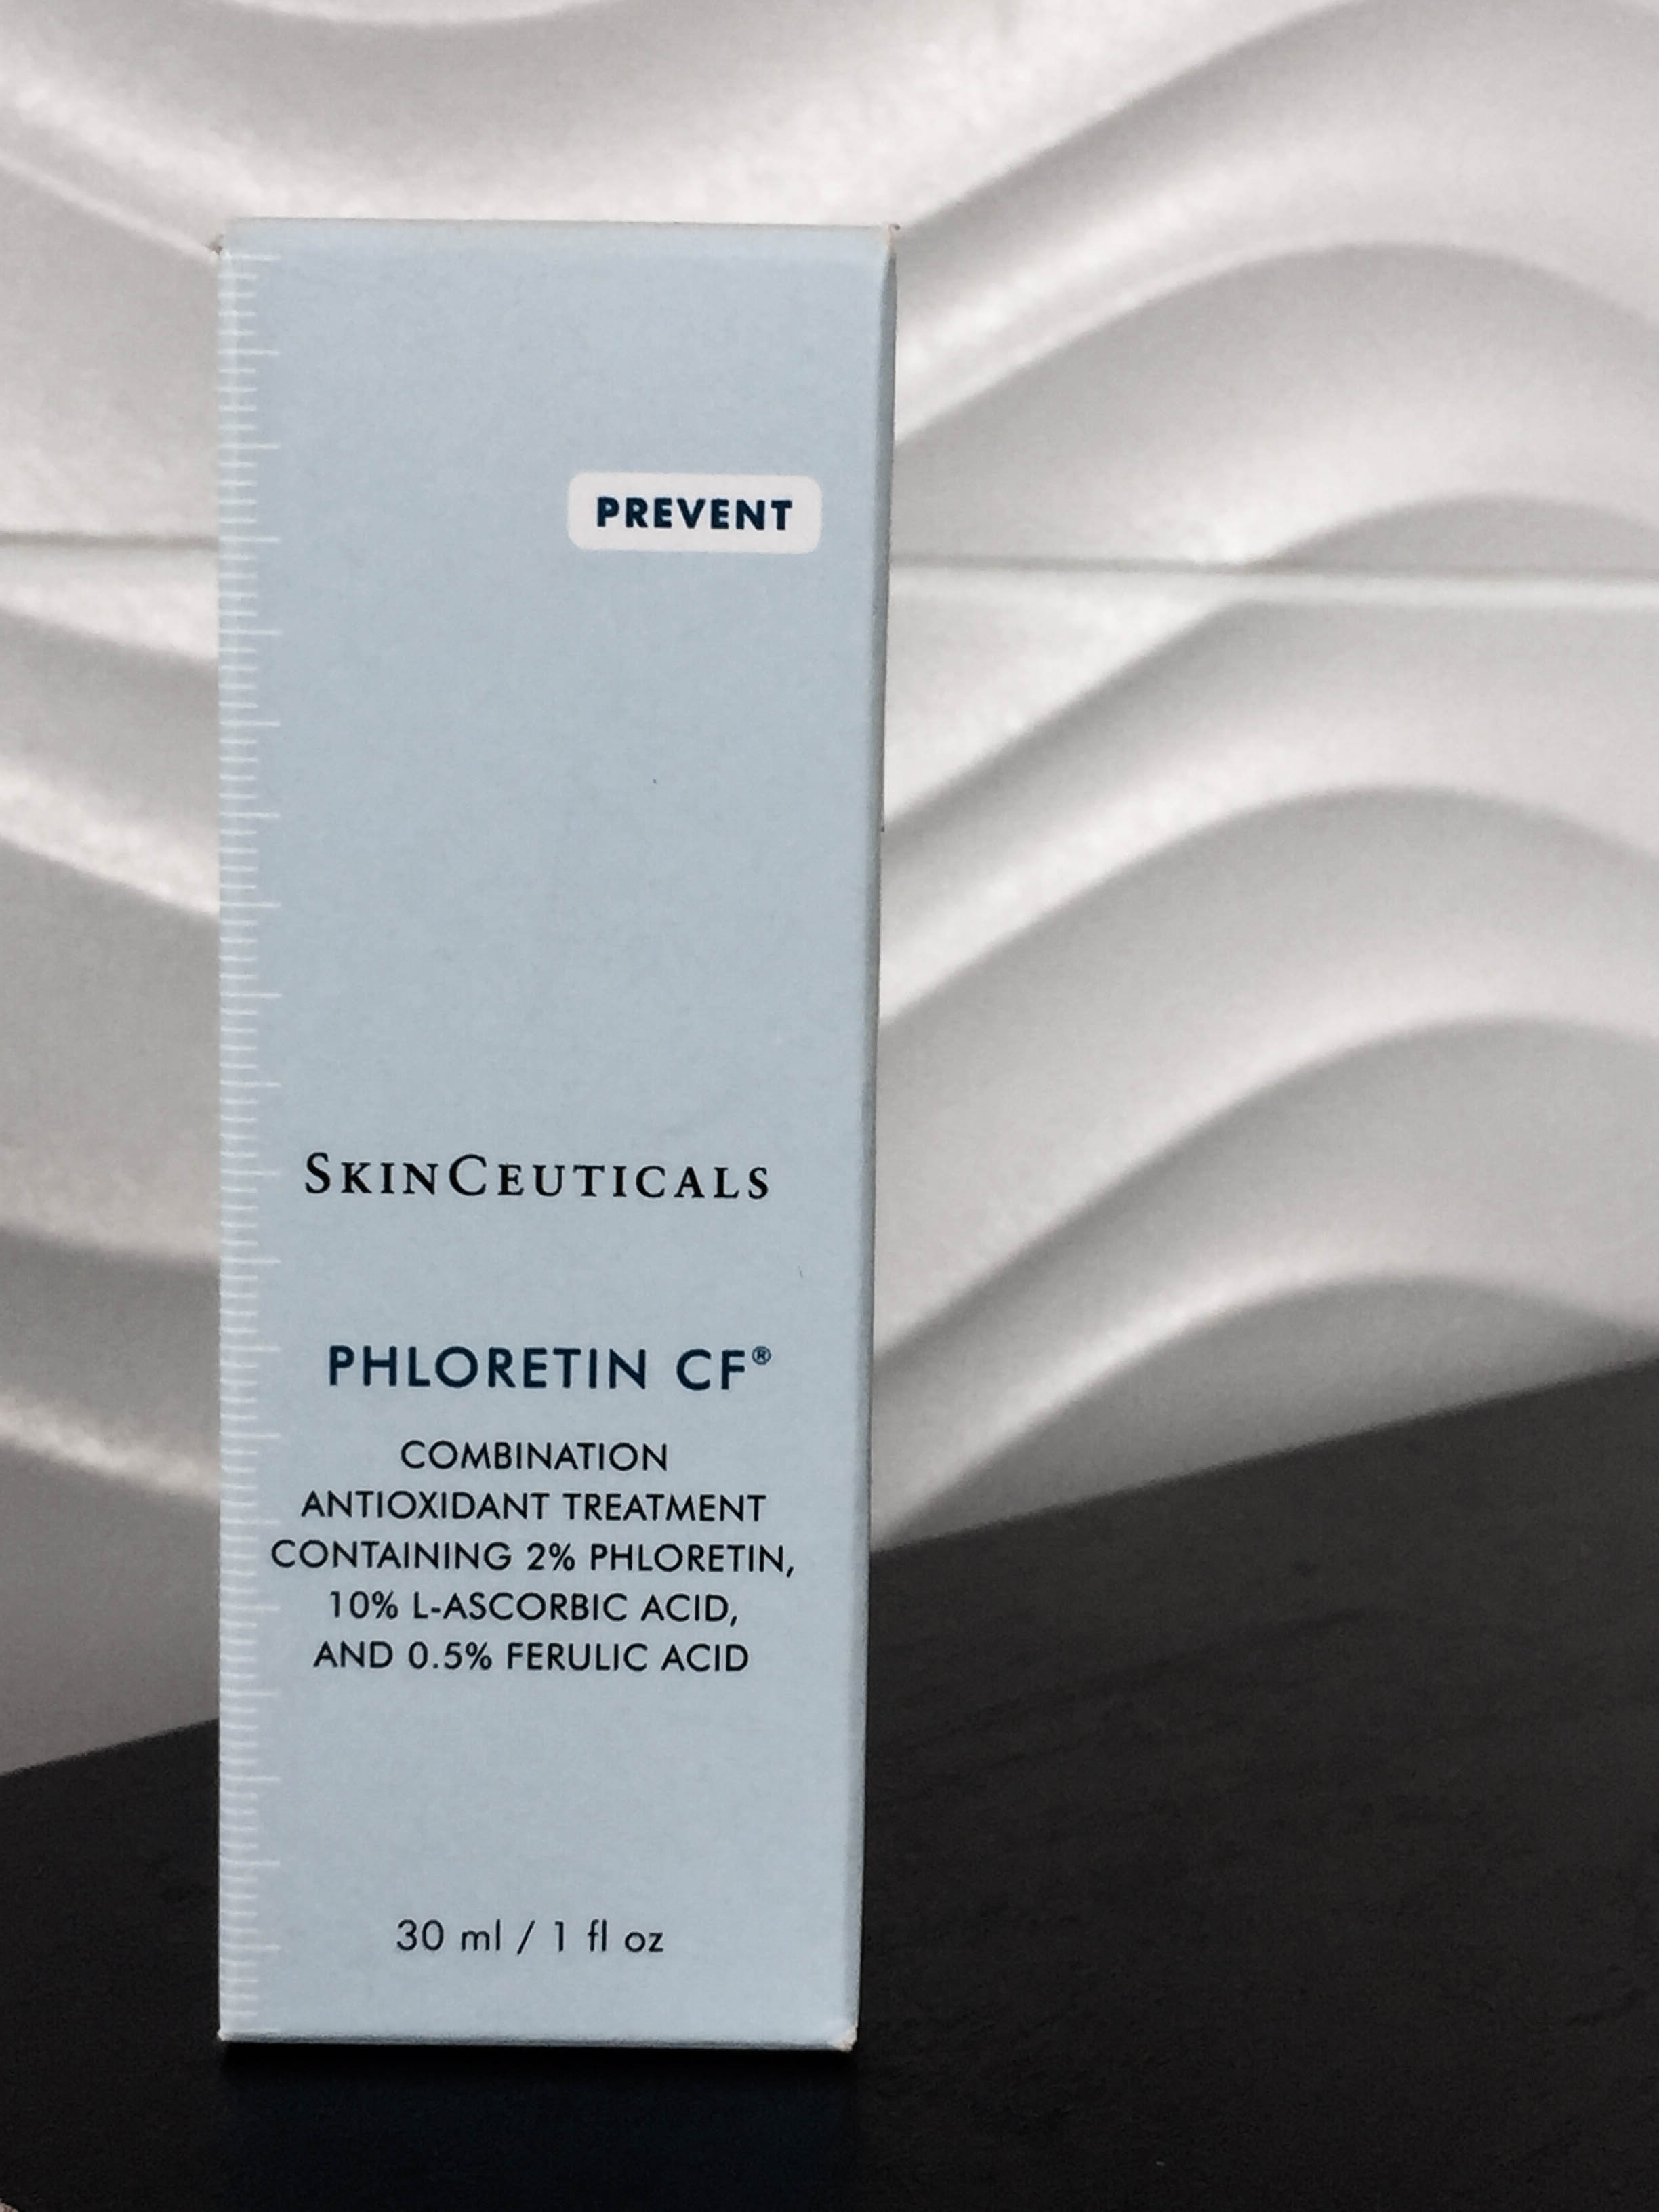 PREVENT
SKINCEUTICALS
PHLORETIN CF®
COMBINATION
ANTIOXIDANT TREATMENT
CONTAINING 2% PHLORETIN,
10% L-ASCORBIC ACID,
AND 0.5% FERULIC ACID
30 ml / 1 fl oz